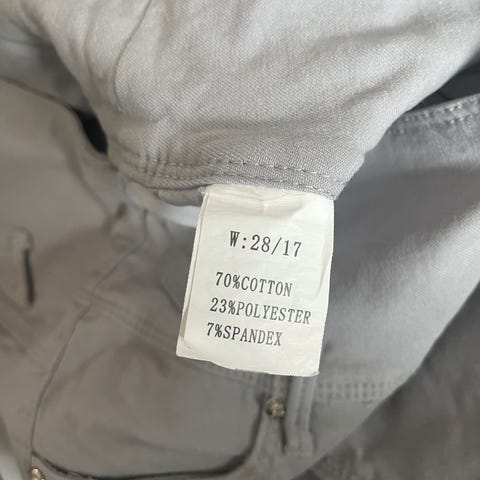 W:28/17
70%COTTON
23%POLYESTER
7%SPANDEX